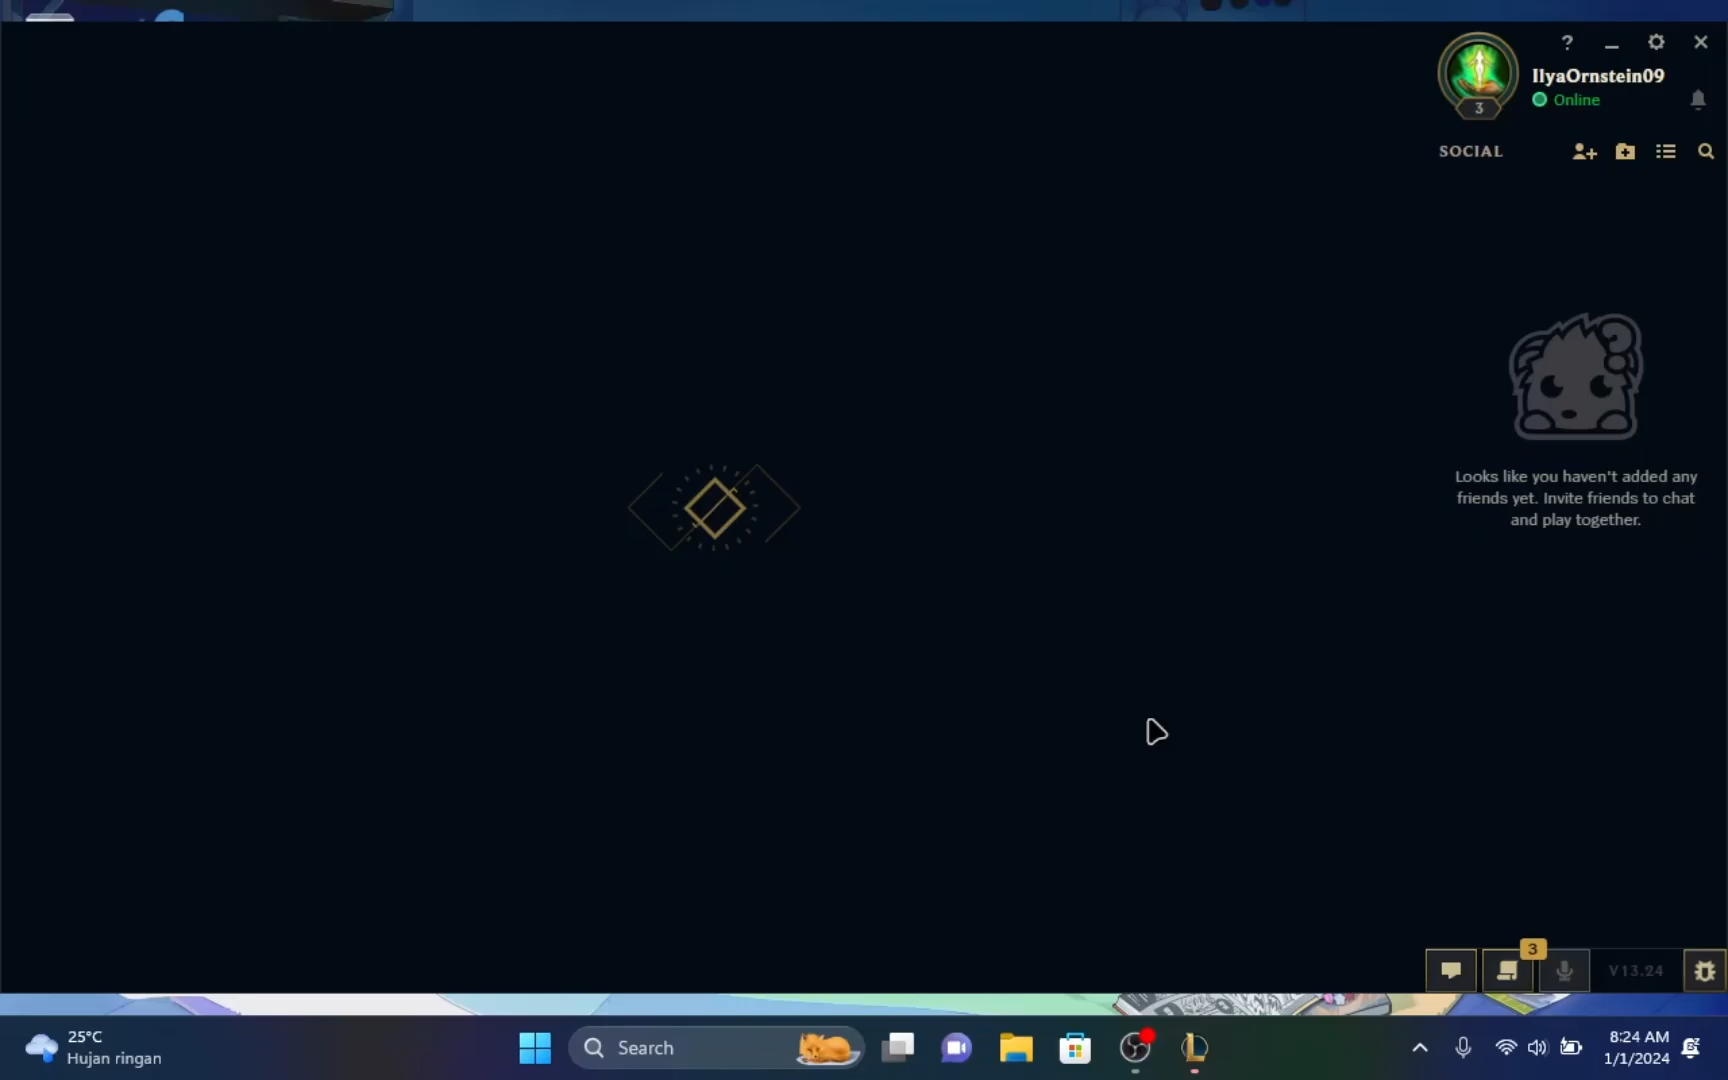 ?
IlyaOrnstein09
Online
3
SOCIAL
Looks like you haven't added any
friends yet. Invite friends to chat
and play together.
3
V13.24
25°C
Hujan ringan
Search
8:24 AM
1/1/2024